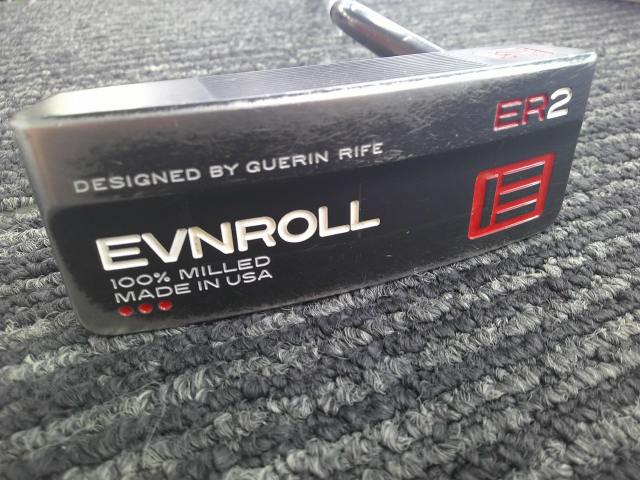 ER2
DESIGNED BY GUERIN RIFE
EVNROLL
100% MILLED
MADE IN USA